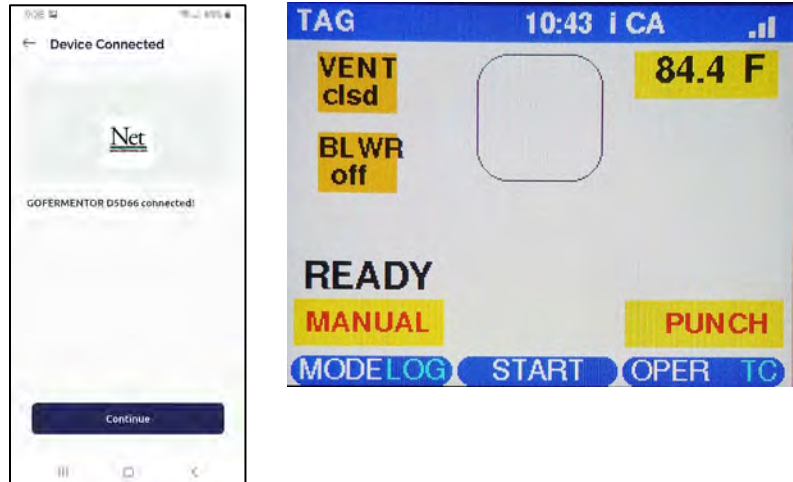 ← Device Connected
Net
GOFERMENTOR D5D66 connected!
Continue
TAG 10:43 i CA
VENT
clsd
84.4 F
BLWR
off
READY
MANUAL PUNCH
MODE LOG START OPER TC